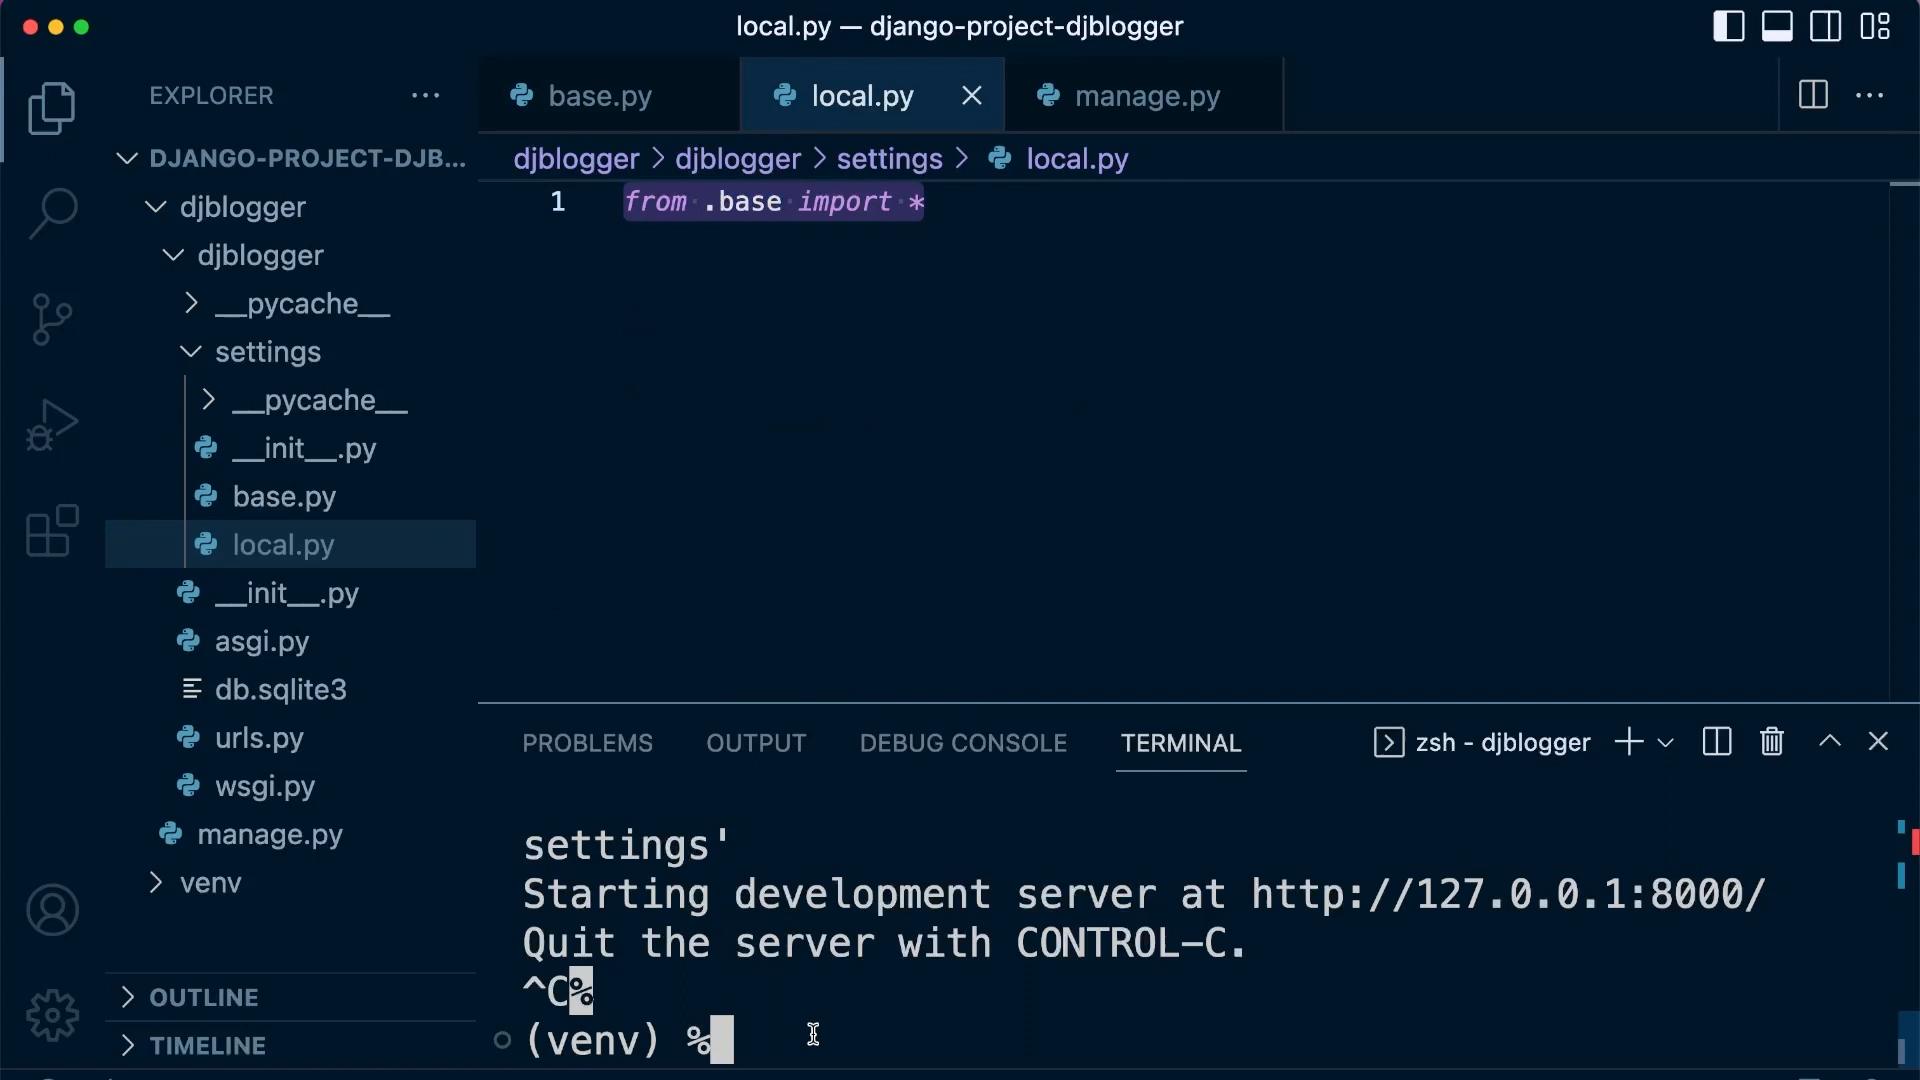 local.py — django-project-djblogger
EXPLORER
base.py
local.py
manage.py
DJANGO-PROJECT-DJB...
djblogger > djblogger > settings > local.py
djblogger
djblogger
__pycache__
settings
__pycache__
__init__.py
base.py
local.py
__init__.py
asgi.py
db.sqlite3
urls.py
wsgi.py
manage.py
venv
OUTLINE
TIMELINE
1 from .base import *
PROBLEMS OUTPUT DEBUG CONSOLE TERMINAL
zsh - djblogger
settings'
Starting development server at http://127.0.0.1:8000/
Quit the server with CONTROL-C.
^C%
(venv) %